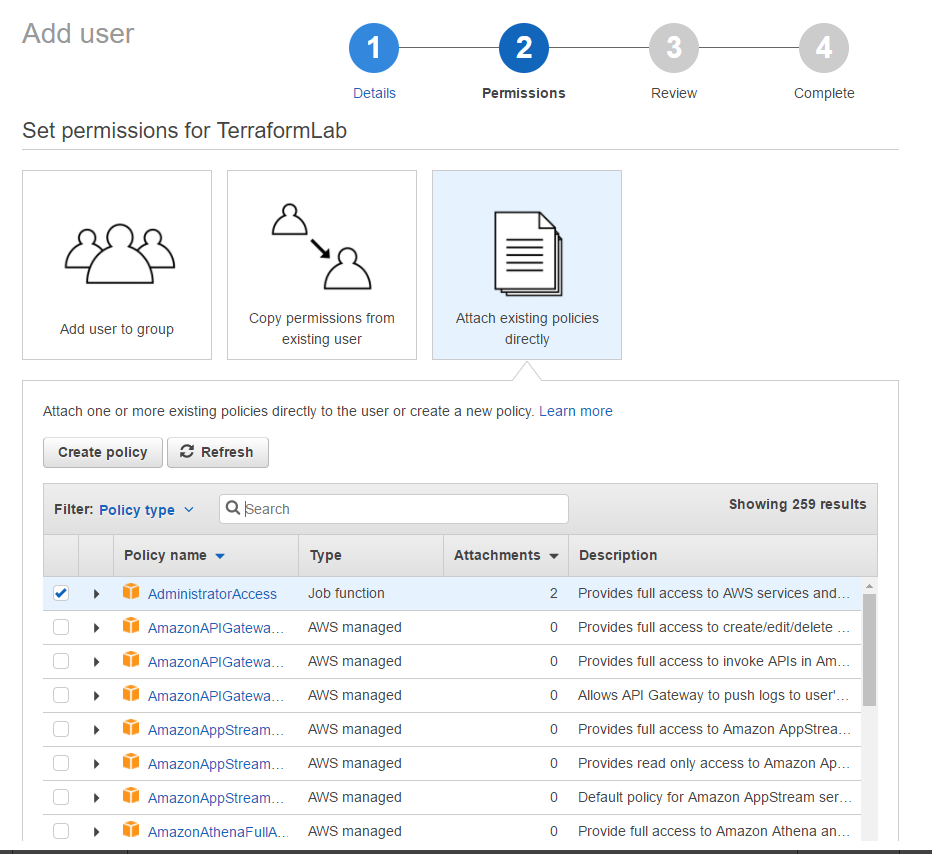 Add user
1 2 3 4
Details Permissions Review Complete
Set permissions for TerraformLab
Add user to group
Copy permissions from
existing user
Attach existing policies
directly
Attach one or more existing policies directly to the user or create a new policy. Learn more
Create policy Refresh
Filter: Policy type Search Showing 259 results
Policy name Type Attachments Description
AdministratorAccess Job function 2 Provides full access to AWS services and...
AmazonAPIGatewa... AWS managed 0 Provides full access to create/edit/delete ...
AmazonAPIGatewa... AWS managed 0 Provides full access to invoke APIs in Am...
AmazonAPIGatewa... AWS managed 0 Allows API Gateway to push logs to user'...
AmazonAppStream... AWS managed 0 Provides full access to Amazon AppStrea...
AmazonAppStream... AWS managed 0 Provides read only access to Amazon Ap...
AmazonAppStream... AWS managed 0 Default policy for Amazon AppStream ser...
AmazonAthenaFullA... AWS managed 0 Provide full access to Amazon Athena an...